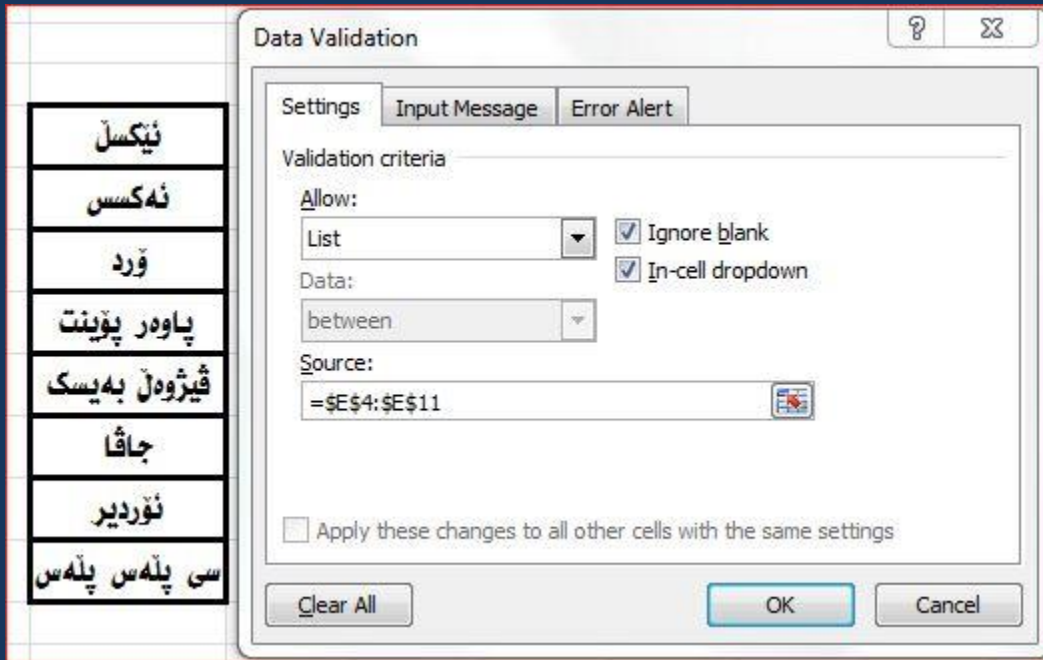 Data Validation
Settings
Input Message
Error Alert
Validation criteria
Allow:
List
Ignore blank
In-cell dropdown
Data:
between
Source:
=$E$4:$E$11
Apply these changes to all other cells with the same settings
Clear All
OK
Cancel
ئێکسڵ
ئەکسس
ۆرد
پاوەر پۆینت
ڤیژوەڵ بەیسک
جاڤا
ئۆردیر
سی پڵەس پڵەس